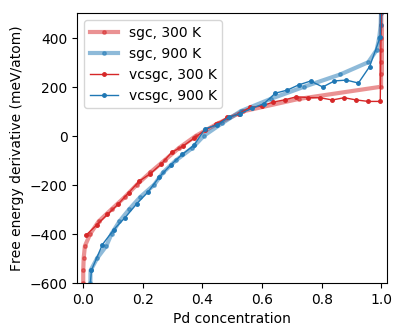 sgc, 300 K
sgc, 900 K
vcsgc, 300 K
vcsgc, 900 K
Free energy derivative (meV/atom)
400
200
0
−200
−400
−600
0.0 0.2 0.4 0.6 0.8 1.0
Pd concentration